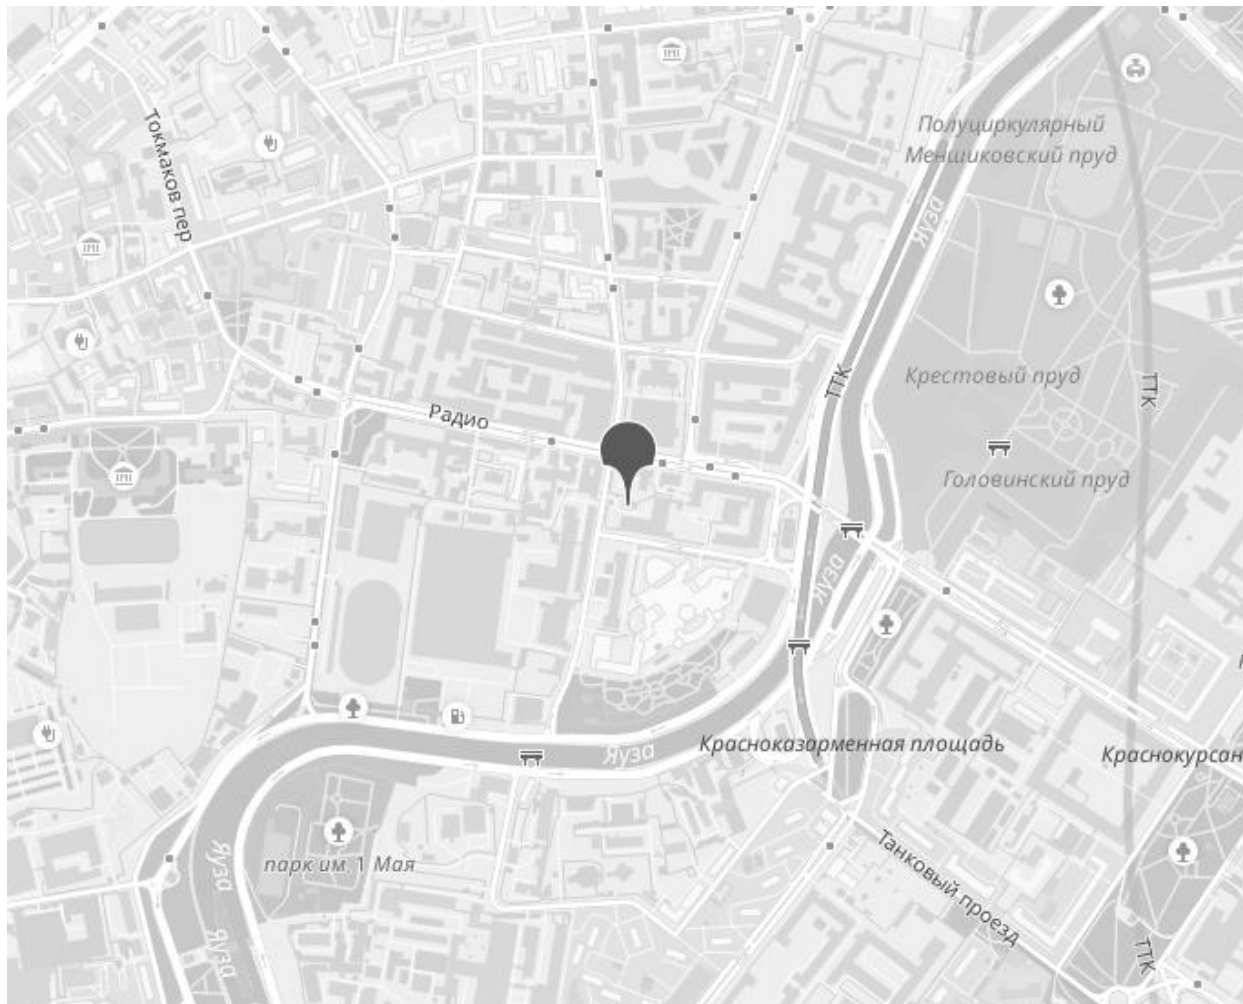 Токмаков пер
Полуциркулярный
Меншиковский пруд
Яуза
ТТК
Крестовый пруд
ТТК
Радио
Головинский пруд
Яуза
Красноказарменная площадь
Яуза
Краснокурсан
Яуза
парк им. 1 Мая
Танковый проезд
Яуза
ТТК